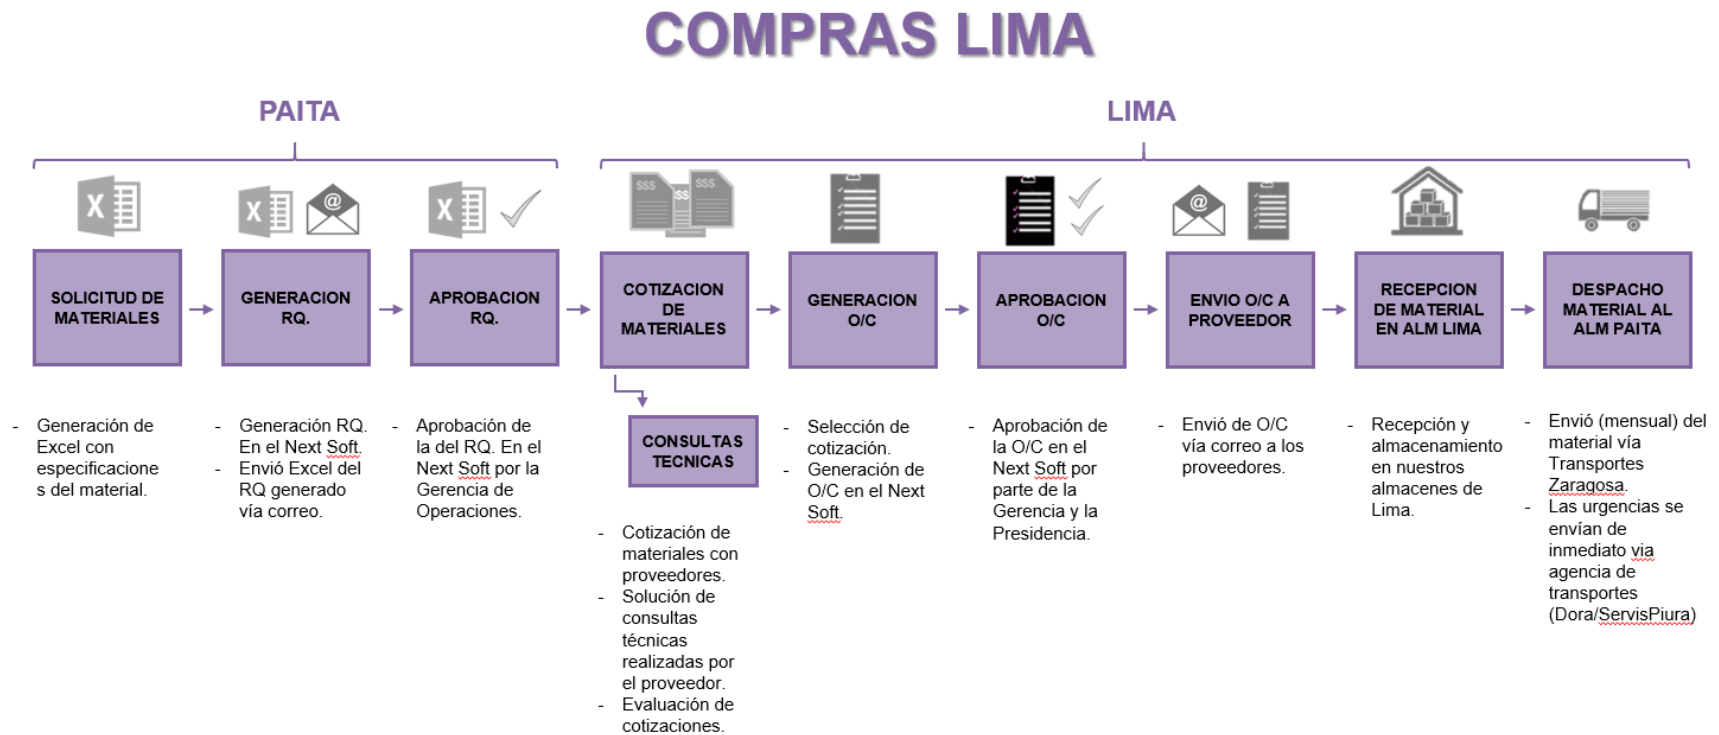 COMPRAS LIMA
PAITA
LIMA
X
X
@
X
$$$
$$
$$$
@
SOLICITUD DE
MATERIALES
GENERACION
RQ.
APROBACION
RQ.
COTIZACION
DE
MATERIALES
GENERACION
O/C
APROBACION
O/C
ENVIO O/C A
PROVEEDOR
RECEPCION
DE MATERIAL
EN ALM LIMA
DESPACHO
MATERIAL AL
ALM PAITA
CONSULTAS
TECNICAS
- Generación de
Excel con
especificacione
s del material.
- Generación RQ.
En el Next Soft.
- Envió Excel del
RQ generado
vía correo.
- Aprobación de
la del RQ. En el
Next Soft por la
Gerencia de
Operaciones.
- Cotización de
materiales con
proveedores.
- Solución de
consultas
técnicas
realizadas por
el proveedor.
- Evaluación de
cotizaciones.
- Selección de
cotización.
- Generación de
O/C en el Next
Soft.
- Aprobación de
la O/C en el
Next Soft por
parte de la
Gerencia y la
Presidencia.
- Envió de O/C
vía correo a los
proveedores.
- Recepción y
almacenamiento
en nuestros
almacenes de
Lima.
- Envió (mensual) del
material vía
Transportes
Zaragosa.
- Las urgencias se
envían de
inmediato via
agencia de
transportes
(Dora/ServisPiura)